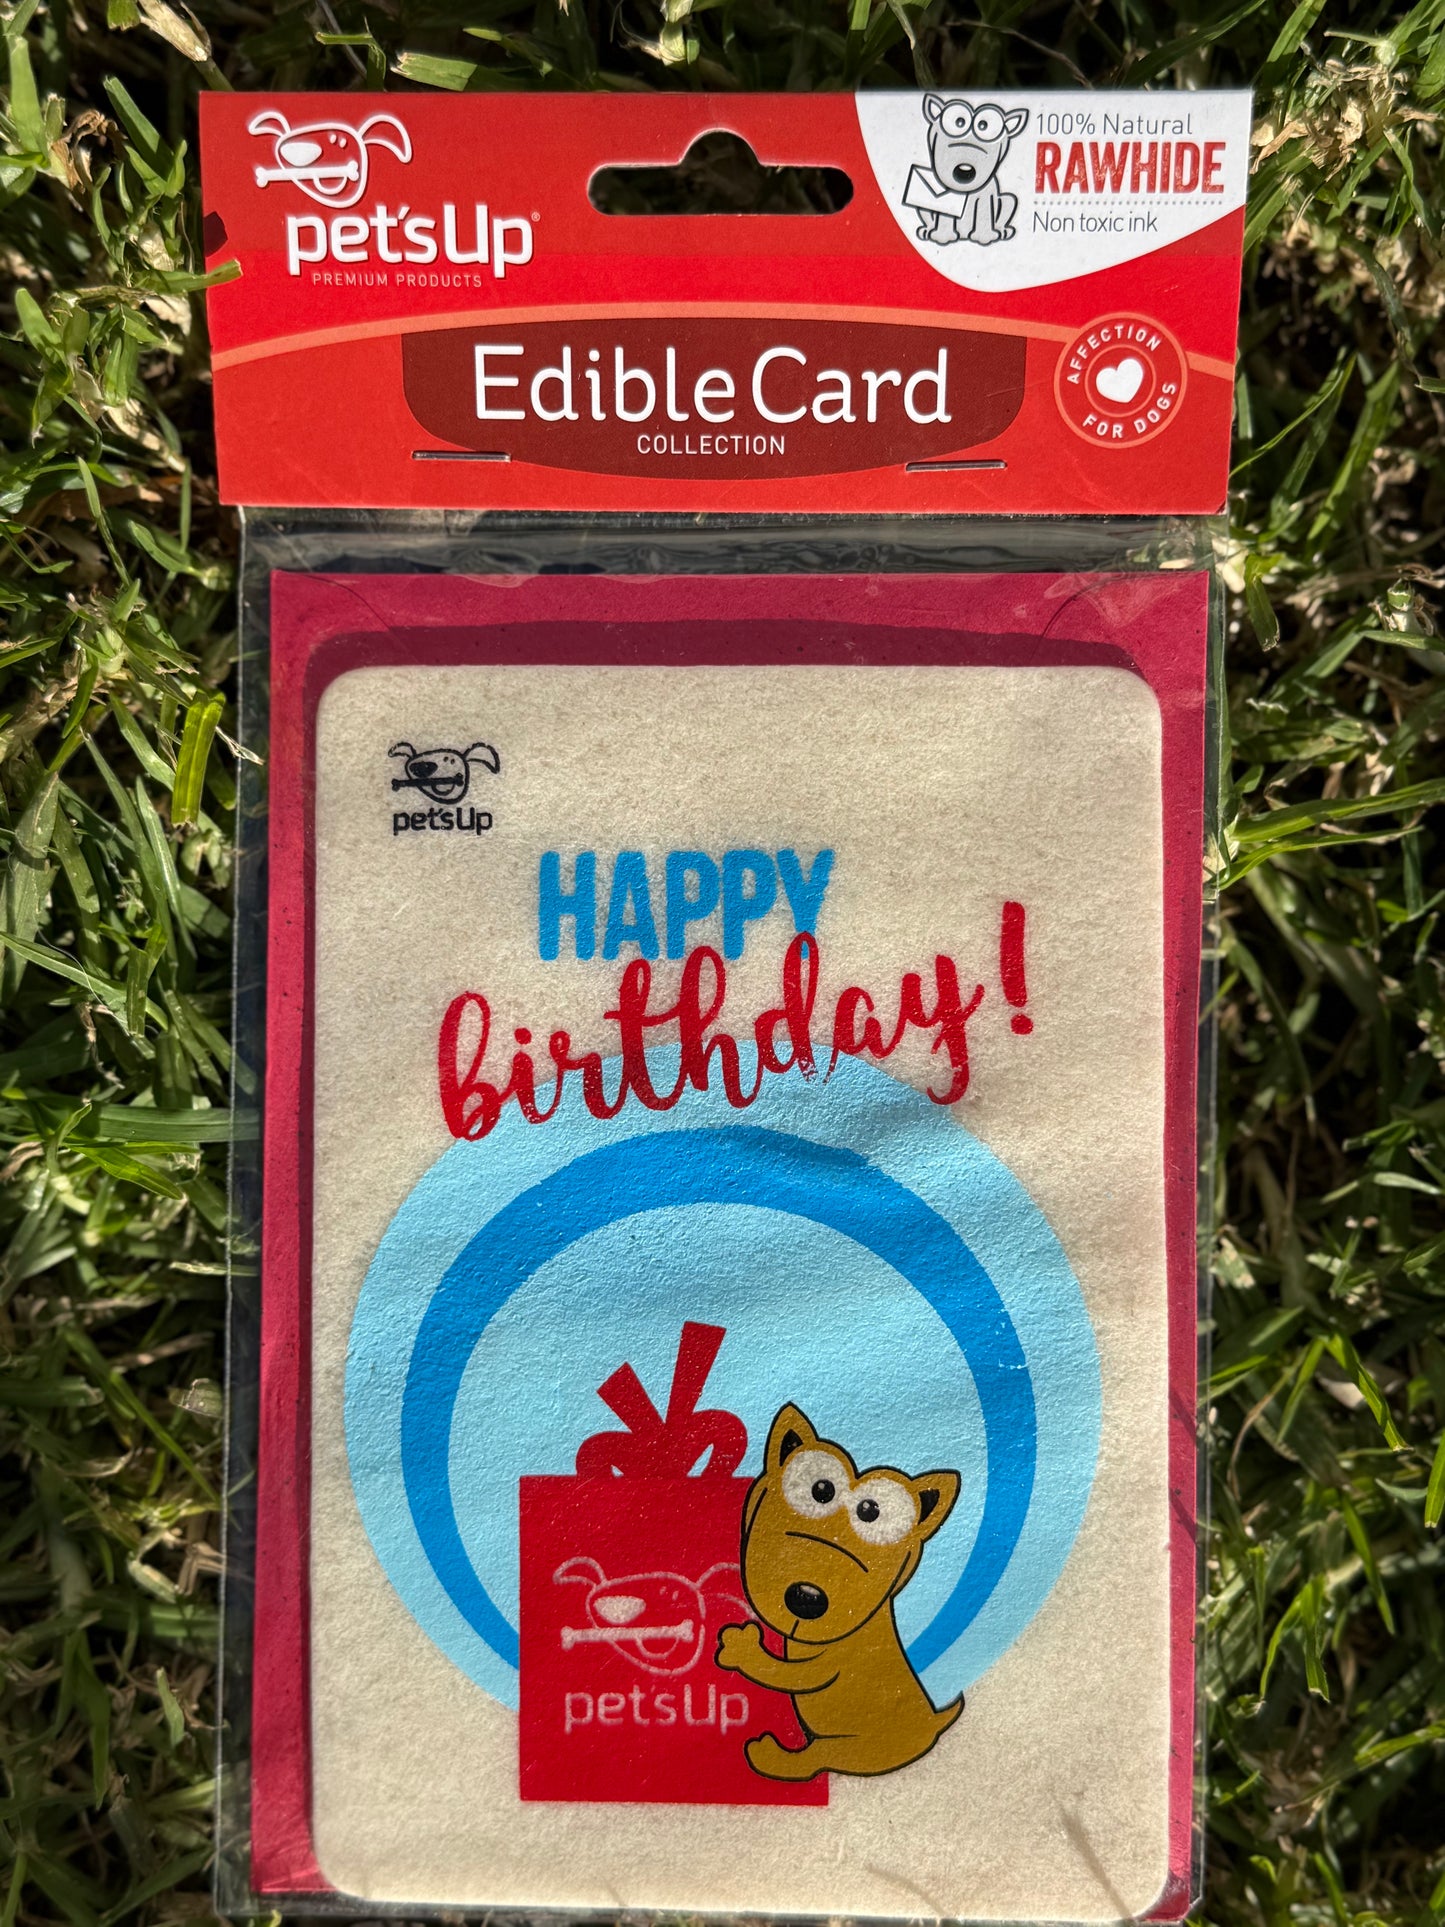 pet'sUp®
PREMIUM PRODUCTS
100% Natural
RAWHIDE
Non toxic ink
Edible Card
COLLECTION
AFFECTION
FOR DOGS
pet'sUp
HAPPY
birthday!
pet'sUp